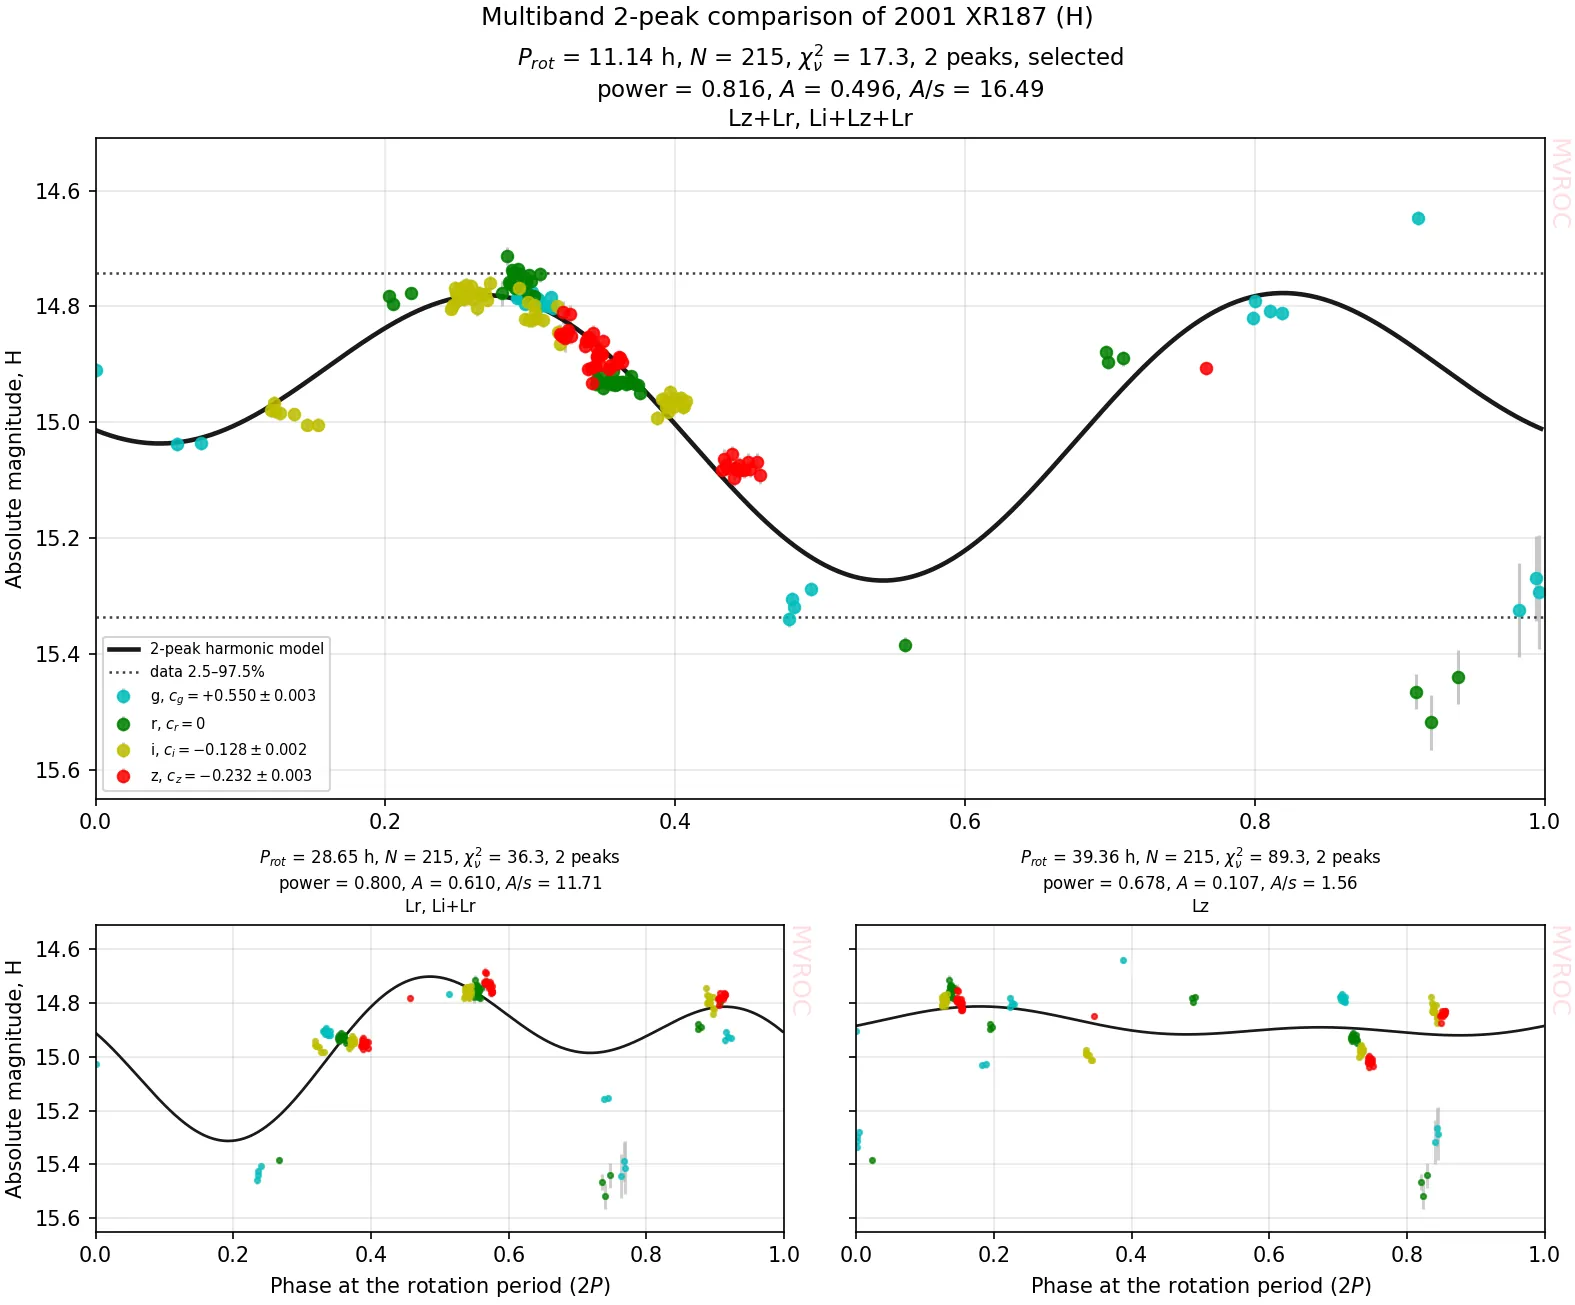 Multiband 2-peak comparison of 2001 XR187 (H)
P_rot = 11.14 h, N = 215, χ²_ν = 17.3, 2 peaks, selected
power = 0.816, A = 0.496, A/s = 16.49
Lz+Lr, Li+Lz+Lr
MVROC
Absolute magnitude, H
14.6
14.8
15.0
15.2
15.4
15.6
2-peak harmonic model
data 2.5–97.5%
g, c_g = +0.550 ± 0.003
r, c_r = 0
i, c_i = −0.128 ± 0.002
z, c_z = −0.232 ± 0.003
0.0 0.2 0.4 0.6 0.8 1.0
P_rot = 28.65 h, N = 215, χ²_ν = 36.3, 2 peaks
power = 0.800, A = 0.610, A/s = 11.71
Lr, Li+Lr
MVROC
Absolute magnitude, H
14.6
14.8
15.0
15.2
15.4
15.6
0.0 0.2 0.4 0.6 0.8 1.0
Phase at the rotation period (2P)
P_rot = 39.36 h, N = 215, χ²_ν = 89.3, 2 peaks
power = 0.678, A = 0.107, A/s = 1.56
Lz
MVROC
0.0 0.2 0.4 0.6 0.8 1.0
Phase at the rotation period (2P)